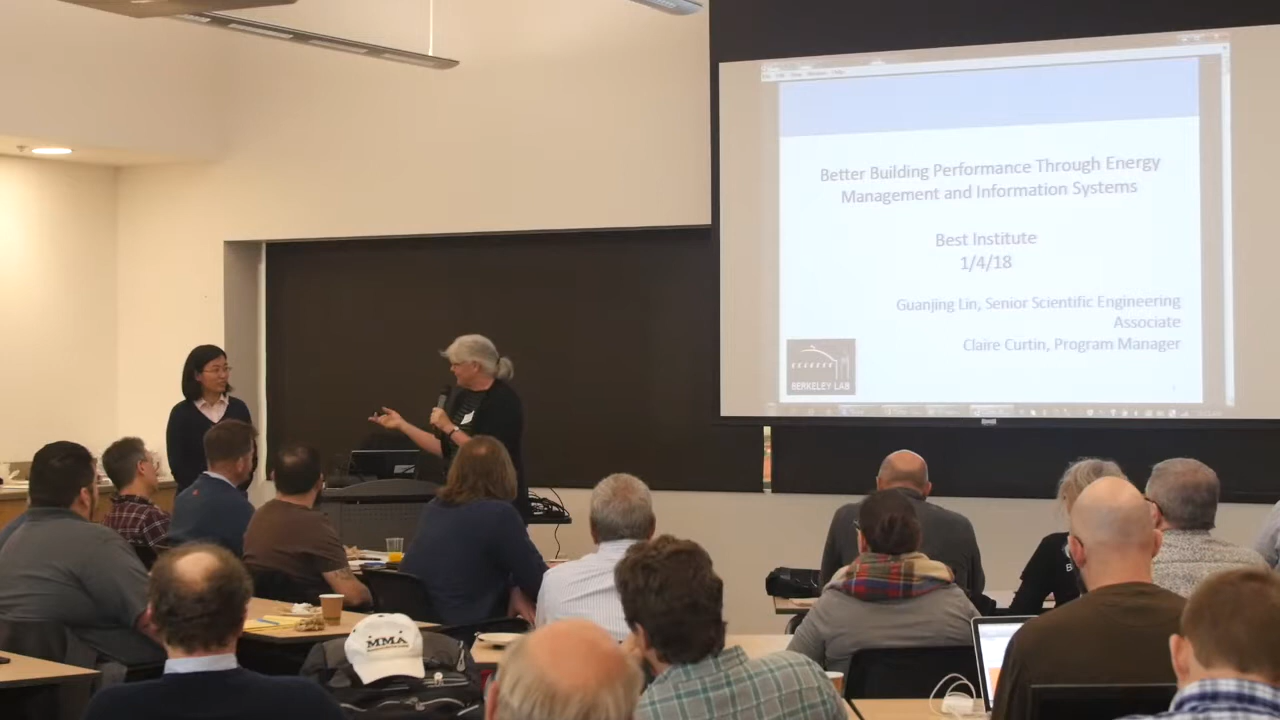 Better Building Performance Through Energy
Management and Information Systems
Best Institute
1/4/18
Guanjing Lin, Senior Scientific Engineering
Associate
Claire Curtin, Program Manager
BERKELEY LAB
MMA